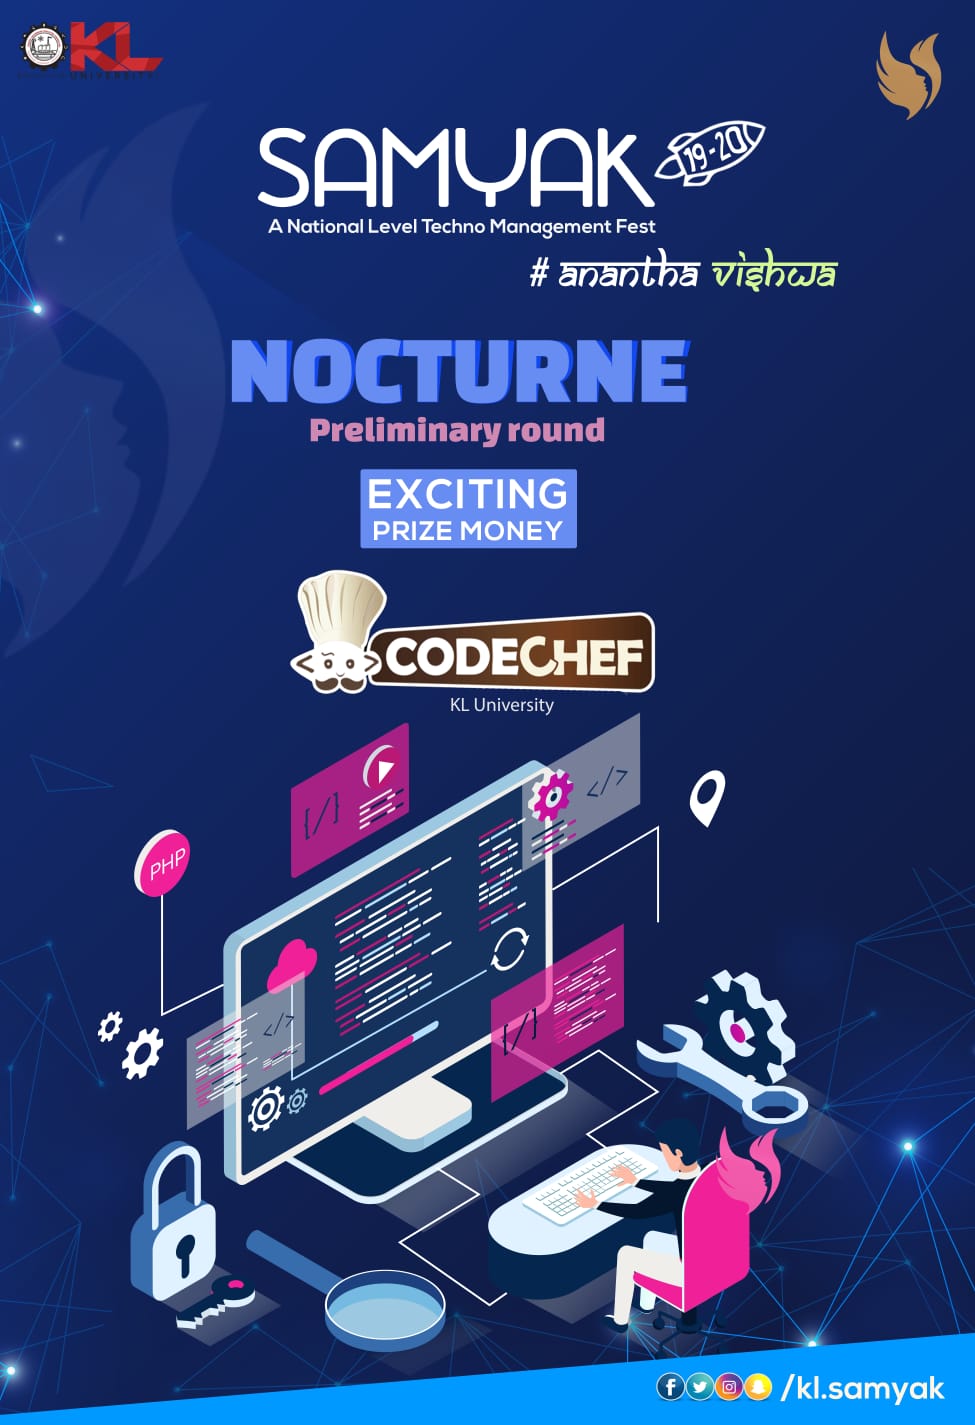 KL
UNIVERSITY
SAMYAK 19-20
A National Level Techno Management Fest
# anantha vishwa
NOCTURNE
Preliminary round
EXCITING
PRIZE MONEY
CODECHEF
KL University
[/]
</>
PHP
</>
[/]
/kl.samyak